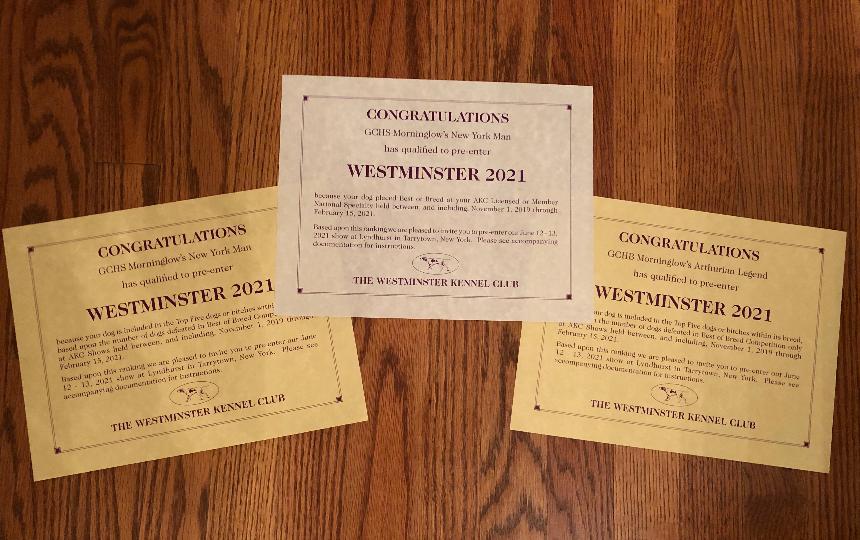 CONGRATULATIONS
GCHS Morninglow's New York Man
has qualified to pre-enter
WESTMINSTER 2021
because your dog placed Best of Breed at your AKC Licensed or Member
National Specialty held between, and including, November 1, 2019 through
February 15, 2021.
Based upon this ranking we are pleased to invite you to pre-enter our June 12 - 13,
2021 show at Lyndhurst in Tarrytown, New York. Please see accompanying
documentation for instructions.
THE WESTMINSTER KENNEL CLUB
CONGRATULATIONS
GCHS Morninglow's New York Man
has qualified to pre-enter
WESTMINSTER 2021
because your dog is included in the Top Five dogs or bitches within
based upon the number of dogs defeated in Best of Breed
at AKC Shows held between, and including, November 1, 2019 through
February 15, 2021.
Based upon this ranking we are pleased to invite you to pre-enter our June
12 - 13, 2021 show at Lyndhurst in Tarrytown, New York. Please see
accompanying documentation for instructions.
THE WESTMINSTER KENNEL CLUB
CONGRATULATIONS
GCHB Morninglow's Arthurian Legend
has qualified to pre-enter
WESTMINSTER 2021
your dog is included in the Top Five dogs or bitches within its breed,
the number of dogs defeated in Best of Breed Competition only
at AKC Shows held between, and including, November 1, 2019 through
February 15, 2021.
Based upon this ranking we are pleased to invite you to pre-enter our June
12 - 13, 2021 show at Lyndhurst in Tarrytown, New York. Please see
accompanying documentation for instructions.
THE WESTMINSTER KENNEL CLUB